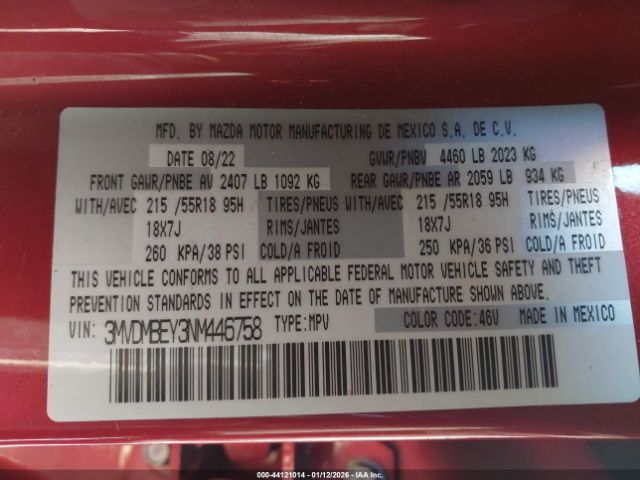 MFD. BY MAZDA MOTOR MANUFACTURING DE MEXICO S.A. DE C.V.
DATE 08/22 GVWR/PNBV 4460 LB 2023 KG
FRONT GAWR/PNBE AV 2407 LB 1092 KG REAR GAWR/PNBE AR 2059 LB 934 KG
WITH/AVEC 215 /55R18 95H TIRES/PNEUS WITH/AVEC 215 /55R18 95H TIRES/PNEUS
18X7J RIMS/JANTES 18X7J RIMS/JANTES
260 KPA/38 PSI COLD/A FROID 250 KPA/36 PSI COLD/A FROID
THIS VEHICLE CONFORMS TO ALL APPLICABLE FEDERAL MOTOR VEHICLE SAFETY AND THEFT
PREVENTION STANDARDS IN EFFECT ON THE DATE OF MANUFACTURE SHOWN ABOVE.
VIN: 3MVDMBEY3NM446758 TYPE:MPV COLOR CODE:46V MADE IN MEXICO
000-44121014 - 01/12/2026 - IAA Inc.